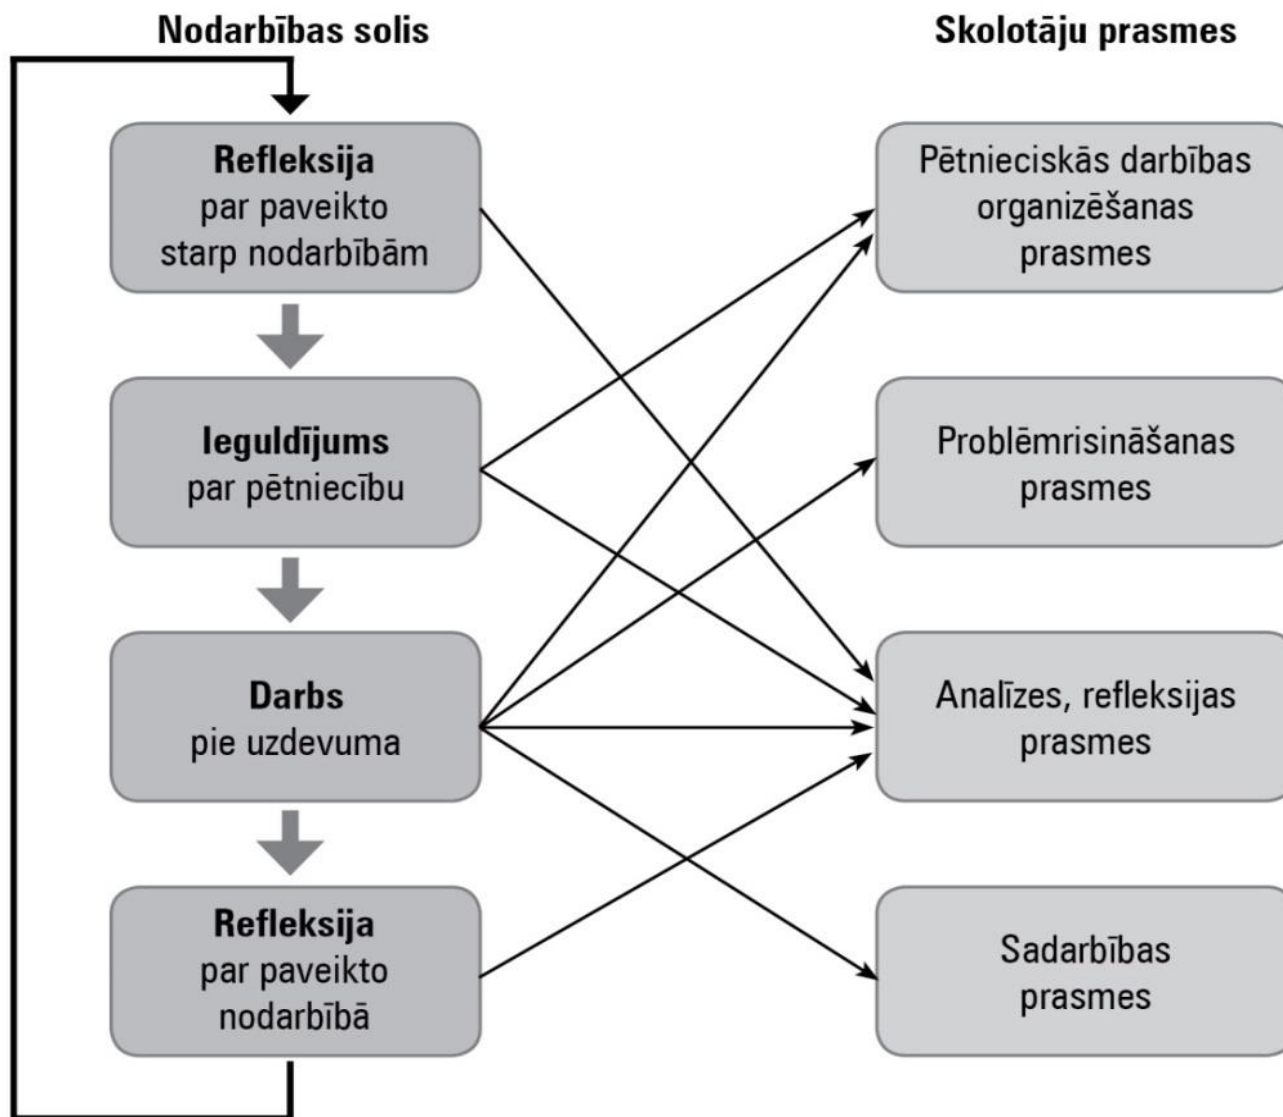 Nodarbības solis
Skolotāju prasmes
Refleksija
par paveikto
starp nodarbībām
Ieguldījums
par pētniecību
Darbs
pie uzdevuma
Refleksija
par paveikto
nodarbībā
Pētnieciskās darbības
organizēšanas
prasmes
Problēmrisināšanas
prasmes
Analīzes, refleksijas
prasmes
Sadarbības
prasmes